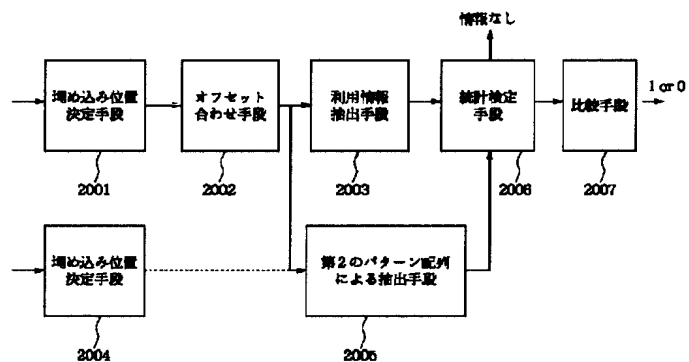 情報なし
埋め込み位置
決定手段
オフセット
合わせ手段
利用情報
抽出手段
統計検定
手段
比較手段
1 or 0
2001
2002
2003
2006
2007
埋め込み位置
決定手段
第2のパターン配列
による抽出手段
2004
2005